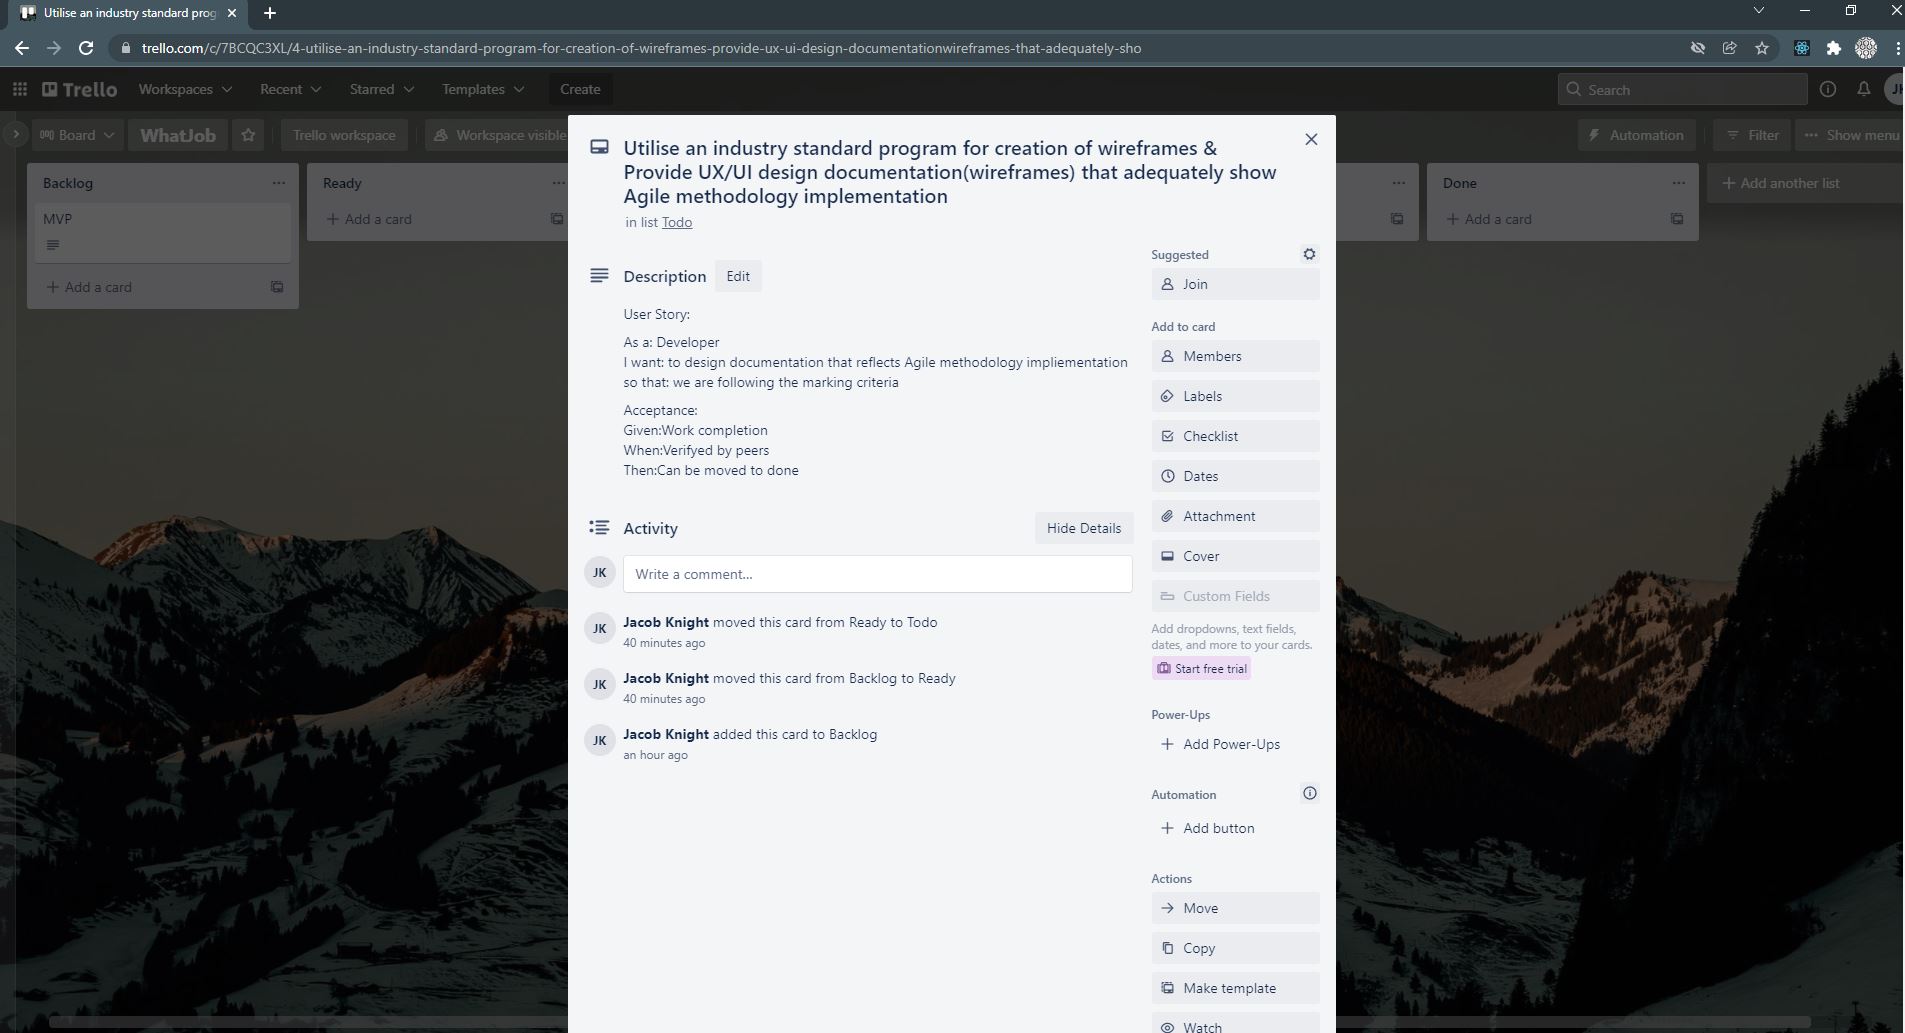 Utilise an industry standard prog
trello.com/c/7BCQC3XL/4-utilise-an-industry-standard-program-for-creation-of-wireframes-provide-ux-ui-design-documentationwireframes-that-adequately-sho
Trello
Workspaces
Recent
Starred
Templates
Create
Search
Board
WhatJob
Trello workspace
Workspace visible
Automation
Filter
Show menu
Backlog
MVP
Add a card
Ready
Add a card
Done
Add a card
Add another list
Utilise an industry standard program for creation of wireframes &
Provide UX/UI design documentation(wireframes) that adequately show
Agile methodology implementation
in list Todo
Description
Edit
User Story:
As a: Developer
I want: to design documentation that reflects Agile methodology impliementation
so that: we are following the marking criteria
Acceptance:
Given:Work completion
When:Verifyed by peers
Then:Can be moved to done
Activity
Hide Details
JK
Write a comment...
JK
Jacob Knight moved this card from Ready to Todo
40 minutes ago
JK
Jacob Knight moved this card from Backlog to Ready
40 minutes ago
JK
Jacob Knight added this card to Backlog
an hour ago
Suggested
Join
Add to card
Members
Labels
Checklist
Dates
Attachment
Cover
Custom Fields
Add dropdowns, text fields,
dates, and more to your cards.
Start free trial
Power-Ups
Add Power-Ups
Automation
Add button
Actions
Move
Copy
Make template
Watch